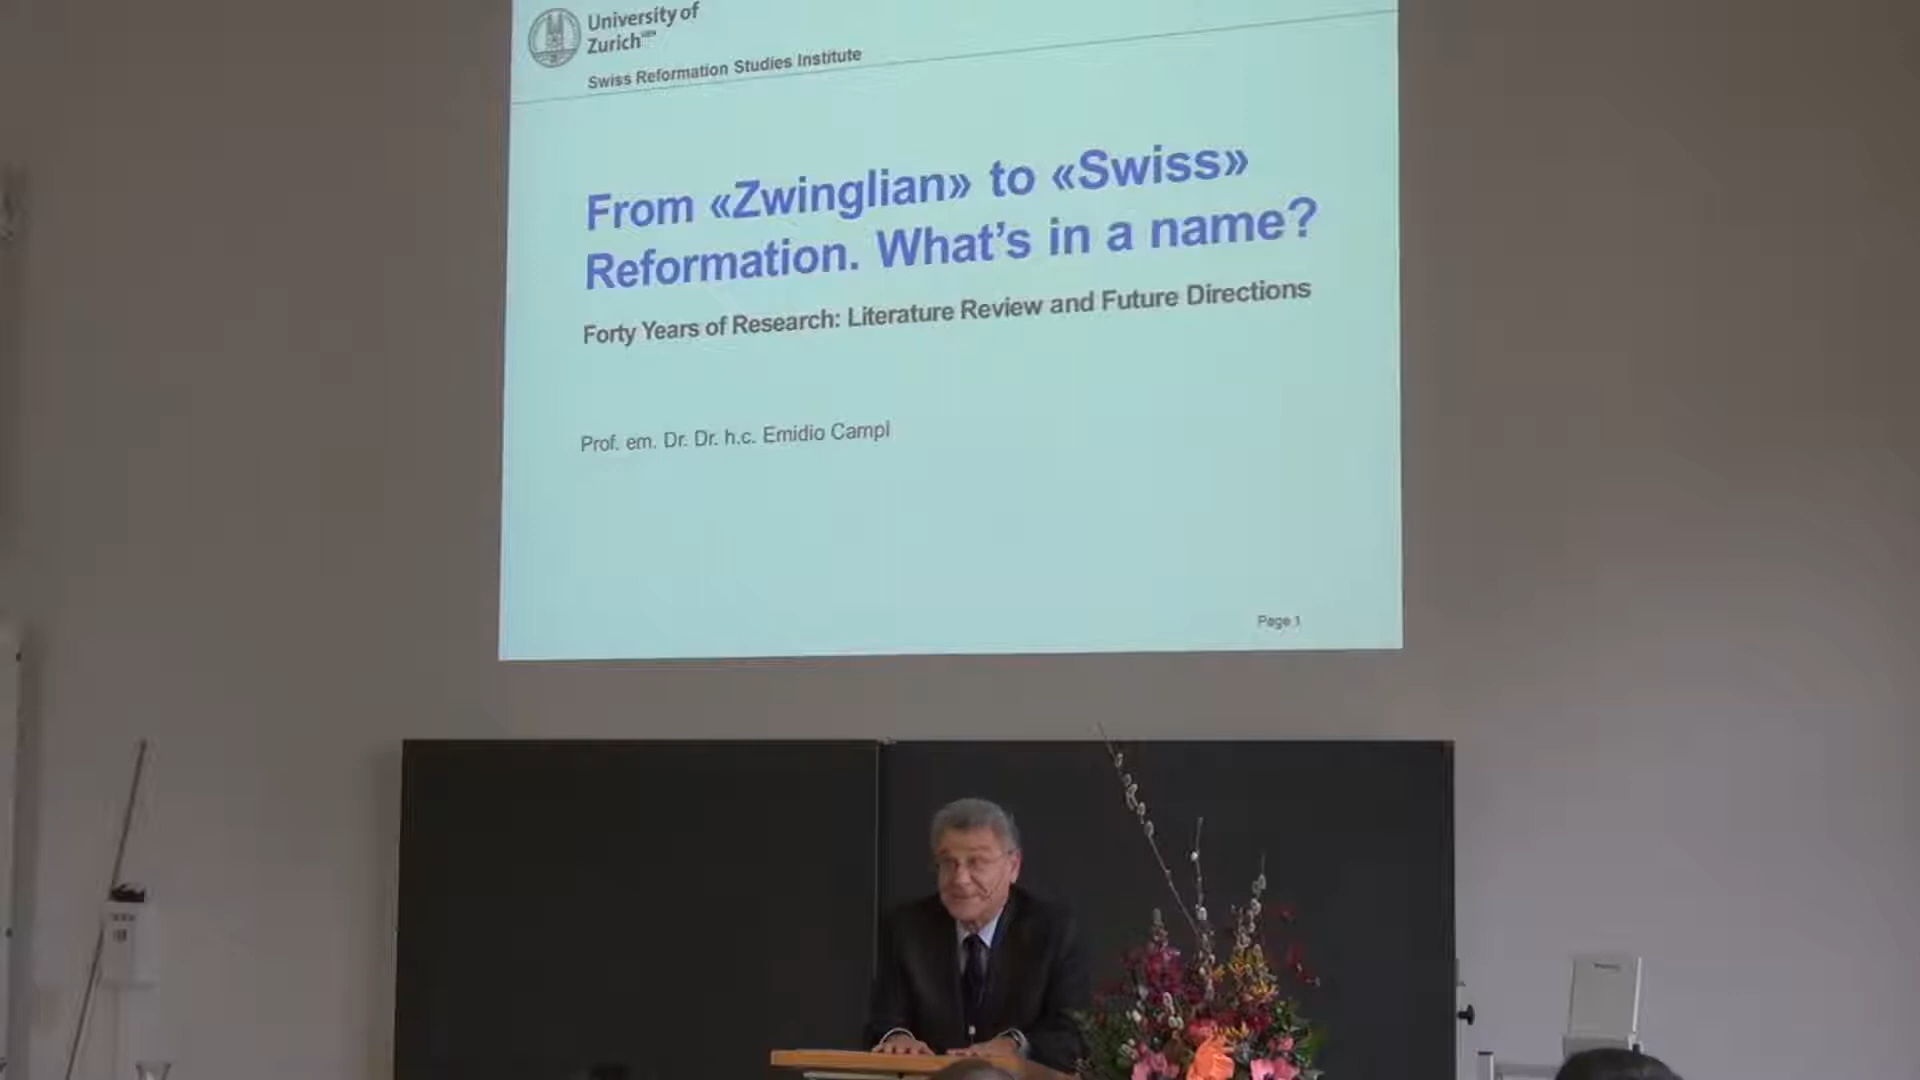 University of
Zurich
Swiss Reformation Studies Institute
From «Zwinglian» to «Swiss»
Reformation. What's in a name?
Forty Years of Research: Literature Review and Future Directions
Prof. em. Dr. Dr. h.c. Emidio Campi
Page 1